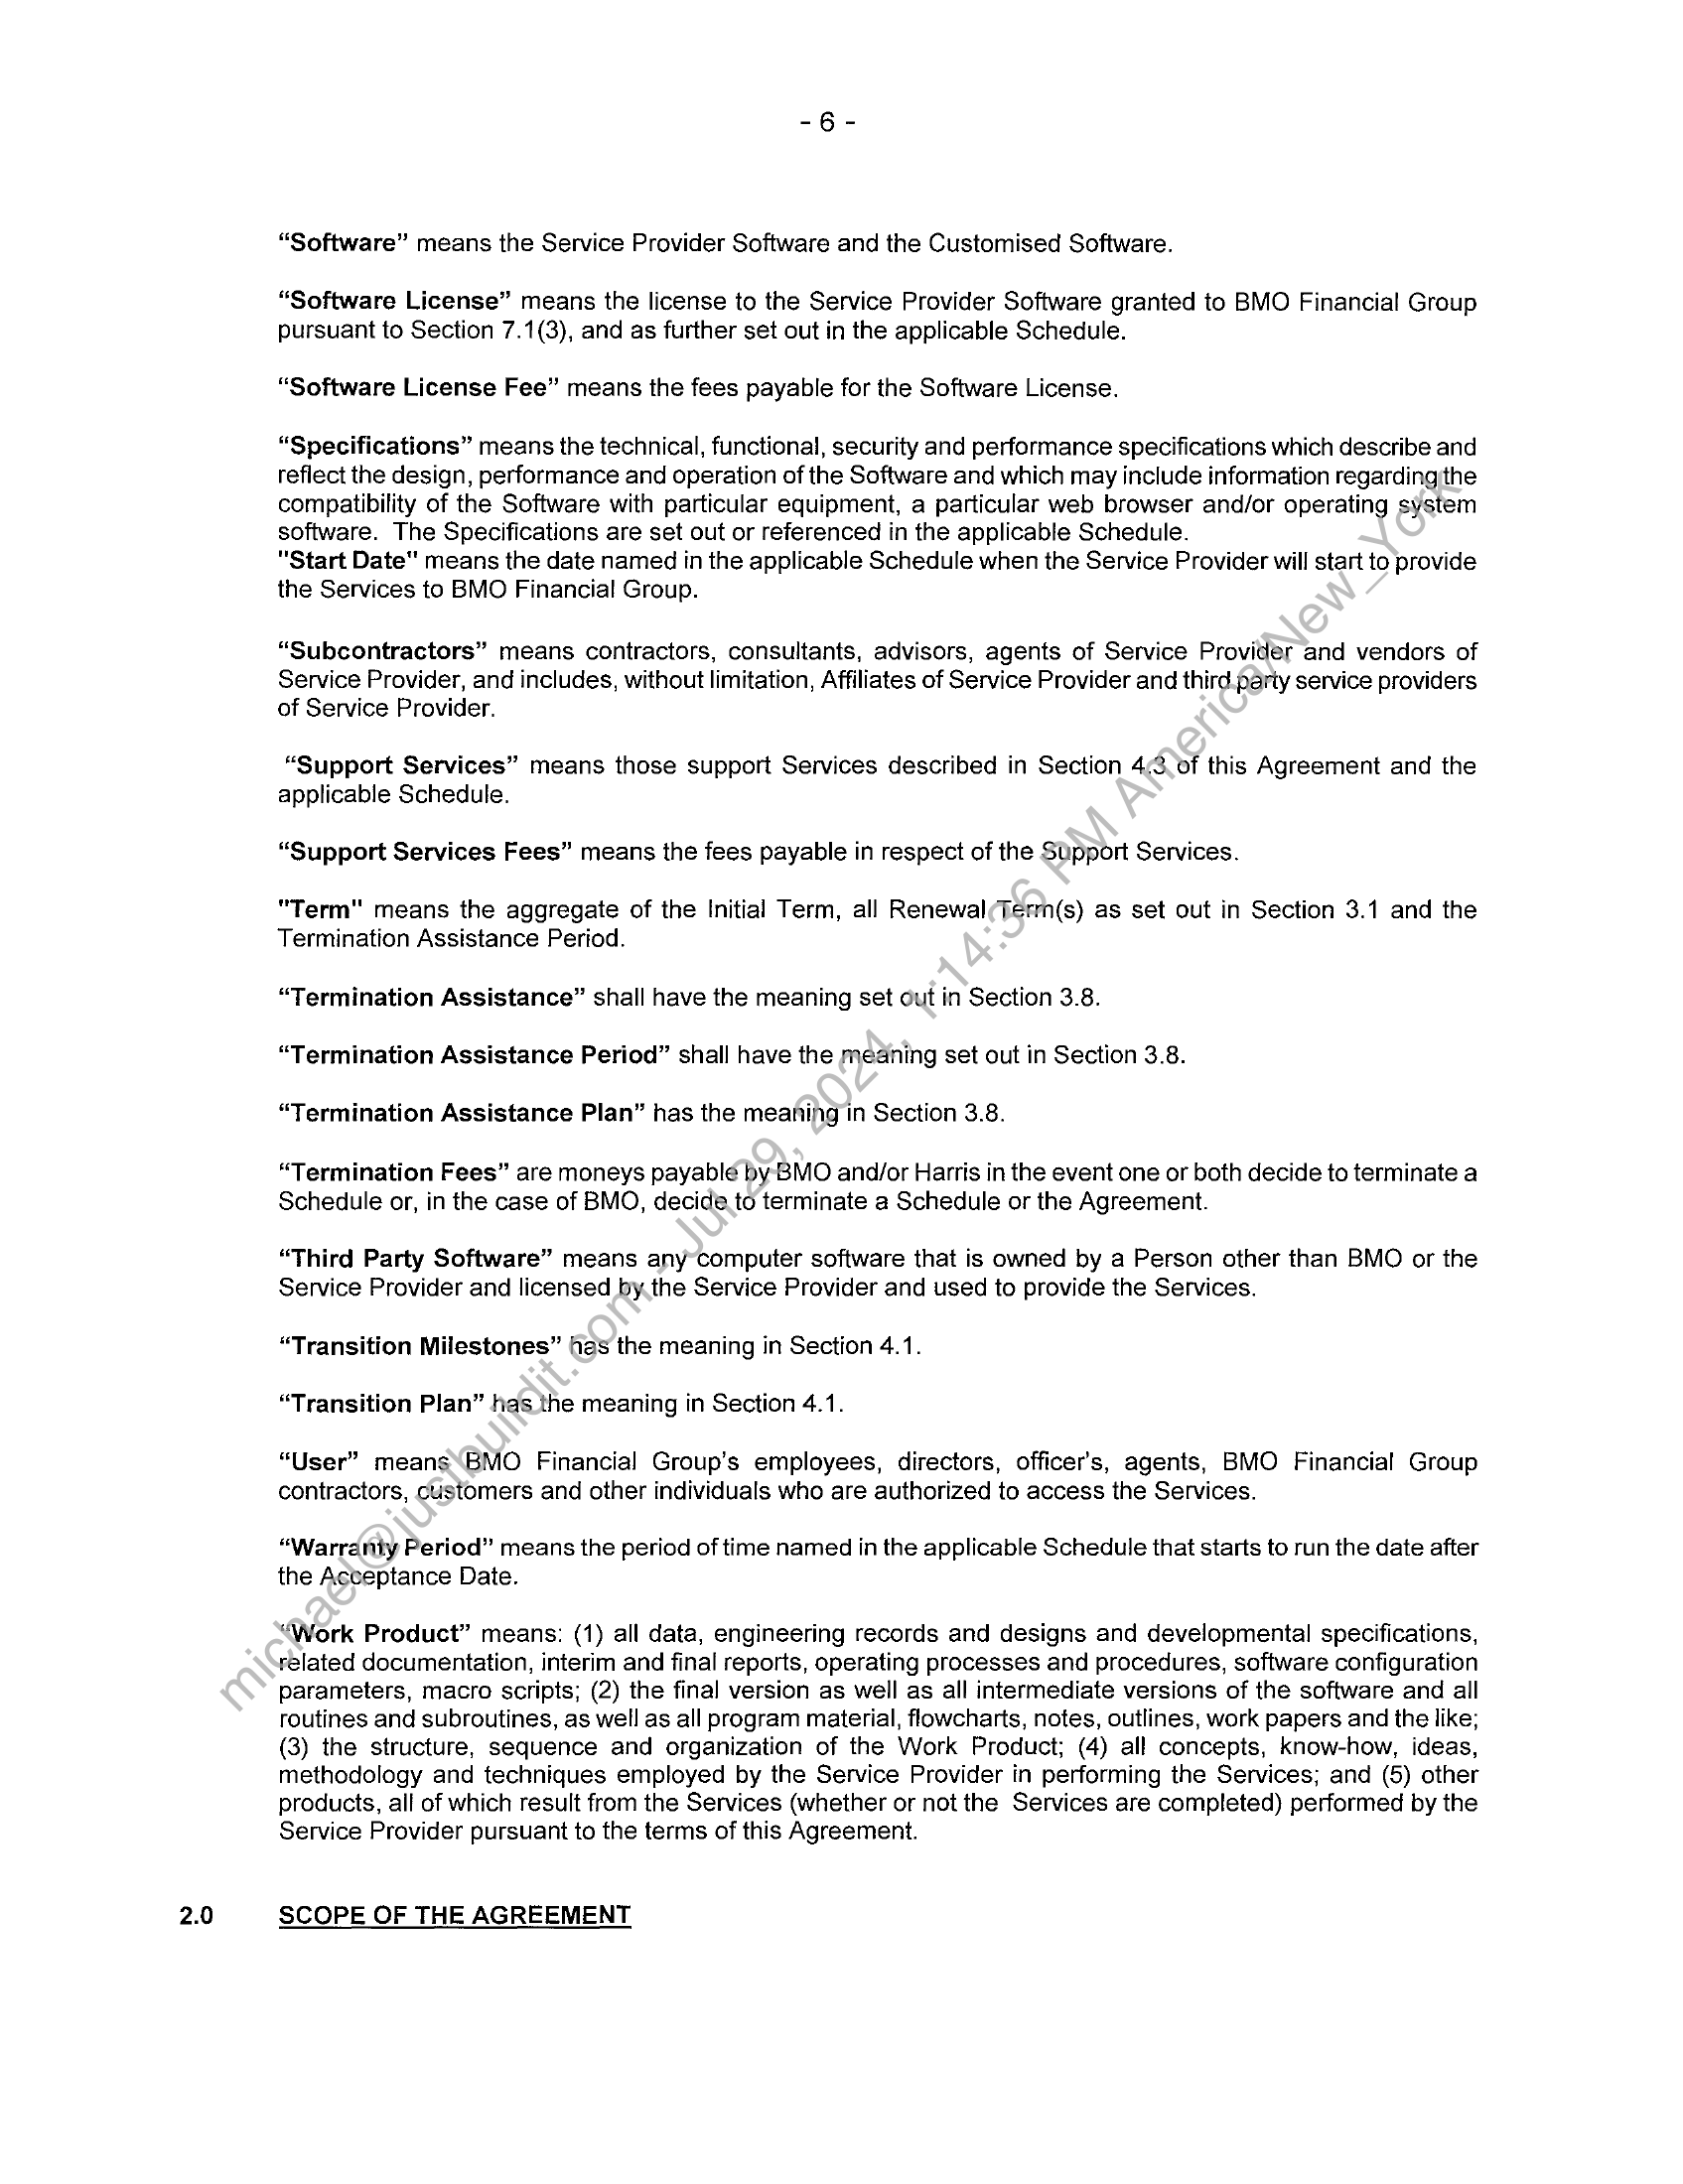 - 6 -
“Software” means the Service Provider Software and the Customised Software.
“Software License” means the license to the Service Provider Software granted to BMO Financial Group
pursuant to Section 7.1(3), and as further set out in the applicable Schedule.
“Software License Fee” means the fees payable for the Software License.
“Specifications” means the technical, functional, security and performance specifications which describe and
reflect the design, performance and operation of the Software and which may include information regarding the
compatibility of the Software with particular equipment, a particular web browser and/or operating system
software.  The Specifications are set out or referenced in the applicable Schedule.
"Start Date" means the date named in the applicable Schedule when the Service Provider will start to provide
the Services to BMO Financial Group.
“Subcontractors” means contractors, consultants, advisors, agents of Service Provider and vendors of
Service Provider, and includes, without limitation, Affiliates of Service Provider and third party service providers
of Service Provider.
“Support Services” means those support Services described in Section 4.3 of this Agreement and the
applicable Schedule.
“Support Services Fees” means the fees payable in respect of the Support Services.
"Term" means the aggregate of the Initial Term, all Renewal Term(s) as set out in Section 3.1 and the
Termination Assistance Period.
“Termination Assistance” shall have the meaning set out in Section 3.8.
“Termination Assistance Period” shall have the meaning set out in Section 3.8.
“Termination Assistance Plan” has the meaning in Section 3.8.
“Termination Fees” are moneys payable by BMO and/or Harris in the event one or both decide to terminate a
Schedule or, in the case of BMO, decide to terminate a Schedule or the Agreement.
“Third Party Software” means any computer software that is owned by a Person other than BMO or the
Service Provider and licensed by the Service Provider and used to provide the Services.
“Transition Milestones” has the meaning in Section 4.1.
“Transition Plan” has the meaning in Section 4.1.
“User” means BMO Financial Group's employees, directors, officer's, agents, BMO Financial Group
contractors, customers and other individuals who are authorized to access the Services.
“Warranty Period” means the period of time named in the applicable Schedule that starts to run the date after
the Acceptance Date.
“Work Product” means: (1) all data, engineering records and designs and developmental specifications,
related documentation, interim and final reports, operating processes and procedures, software configuration
parameters, macro scripts; (2) the final version as well as all intermediate versions of the software and all
routines and subroutines, as well as all program material, flowcharts, notes, outlines, work papers and the like;
(3) the structure, sequence and organization of the Work Product; (4) all concepts, know-how, ideas,
methodology and techniques employed by the Service Provider in performing the Services; and (5) other
products, all of which result from the Services (whether or not the  Services are completed) performed by the
Service Provider pursuant to the terms of this Agreement.
2.0 SCOPE OF THE AGREEMENT
michael@justbuildit.com - Jul 29, 2024, 1:14:36 PM America/New_York